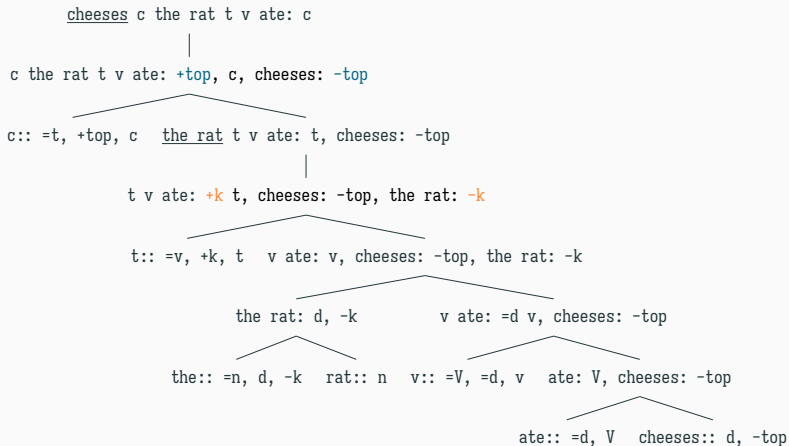 cheeses c the rat t v ate: c
c the rat t v ate: +top, c, cheeses: -top
c:: =t, +top, c   the rat t v ate: t, cheeses: -top
t v ate: +k t, cheeses: -top, the rat: -k
t:: =v, +k, t   v ate: v, cheeses: -top, the rat: -k
the rat: d, -k   v ate: =d v, cheeses: -top
the:: =n, d, -k   rat:: n   v:: =V, =d, v   ate: V, cheeses: -top
ate:: =d, V   cheeses:: d, -top